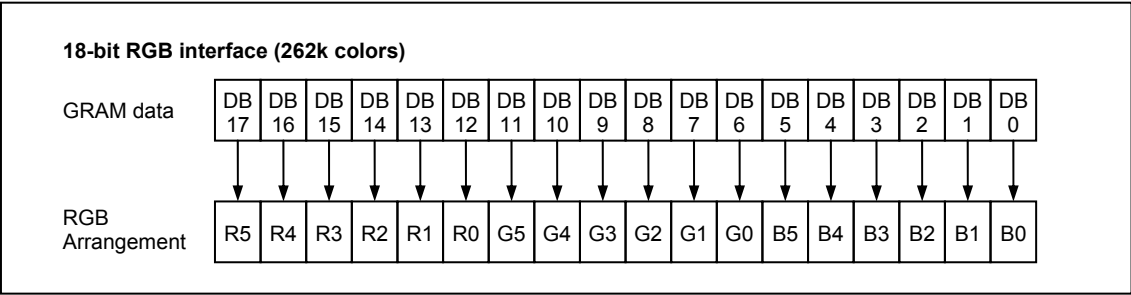 18-bit RGB interface (262k colors)
GRAM data
DB 17 DB 16 DB 15 DB 14 DB 13 DB 12 DB 11 DB 10 DB 9 DB 8 DB 7 DB 6 DB 5 DB 4 DB 3 DB 2 DB 1 DB 0
RGB
Arrangement
R5 R4 R3 R2 R1 R0 G5 G4 G3 G2 G1 G0 B5 B4 B3 B2 B1 B0